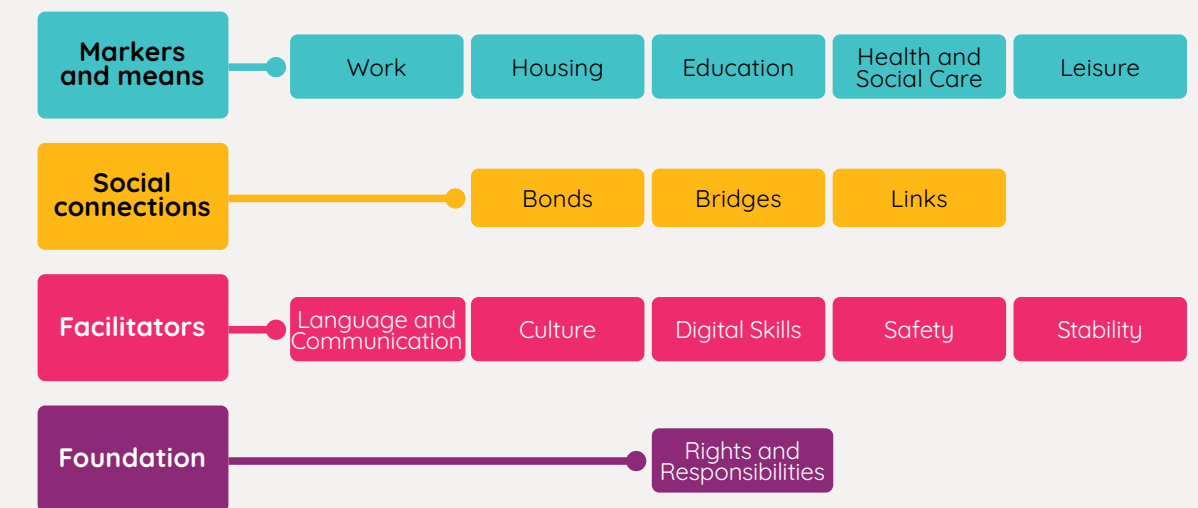 Markers
and means
Work
Housing
Education
Health and
Social Care
Leisure
Social
connections
Bonds
Bridges
Links
Facilitators
Language and
Communication
Culture
Digital Skills
Safety
Stability
Foundation
Rights and
Responsibilities